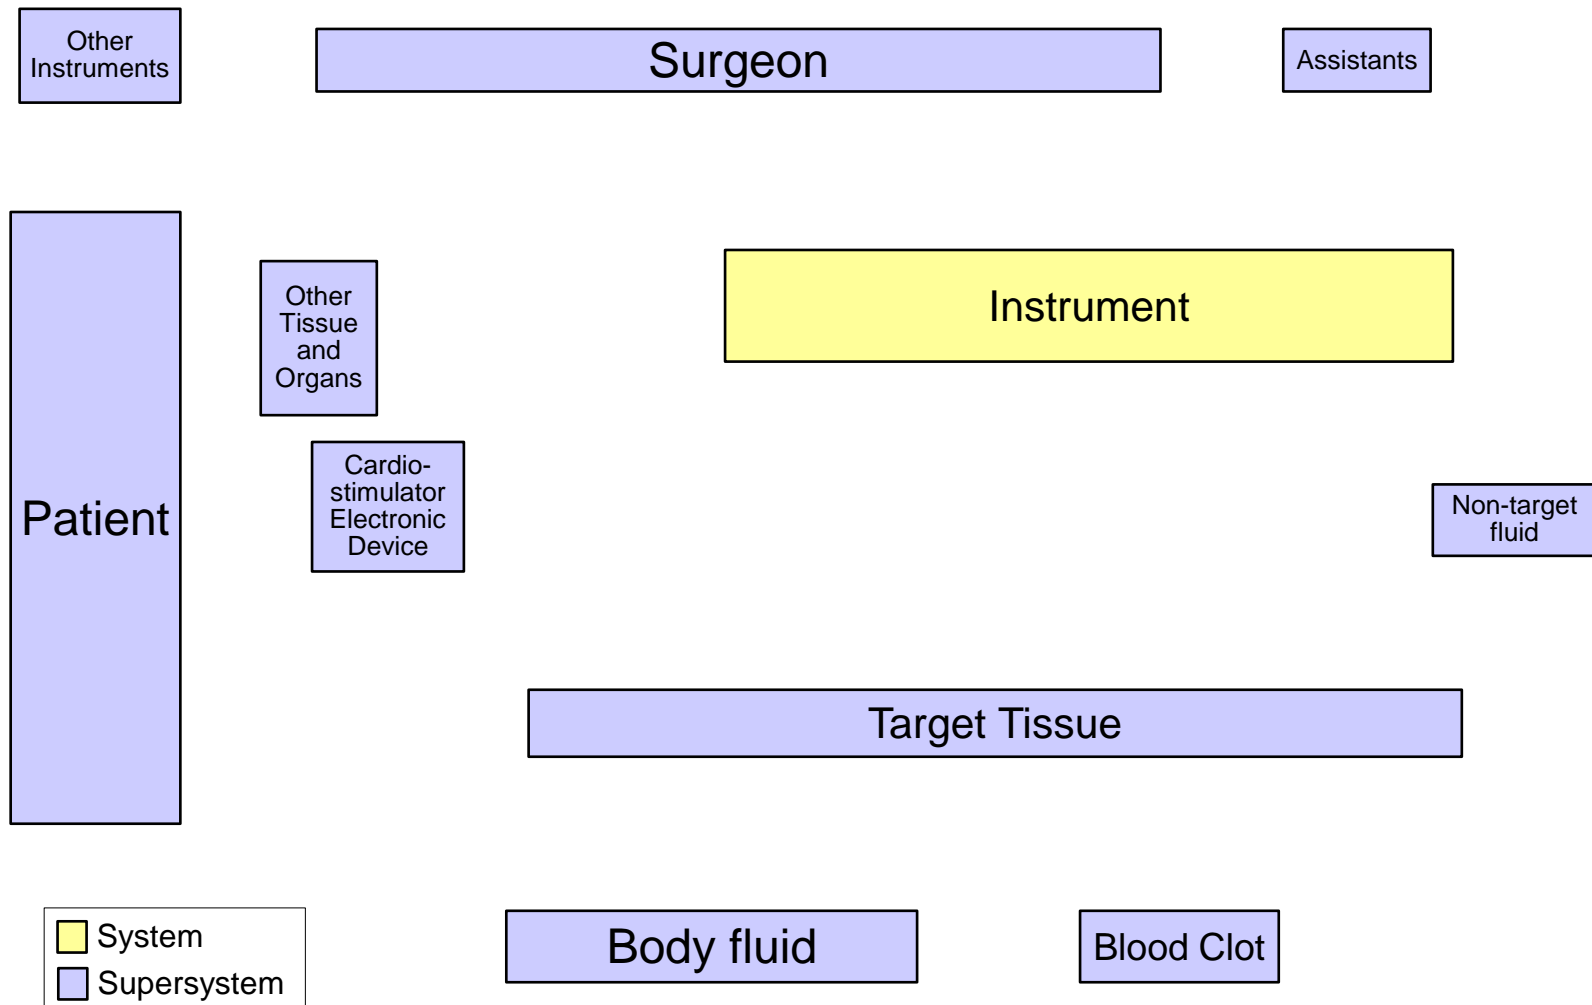 Other
Instruments
Surgeon
Assistants
Other
Tissue
and
Organs
Instrument
Cardio-
stimulator
Electronic
Device
Patient
Non-target
fluid
Target Tissue
System
Supersystem
Body fluid
Blood Clot